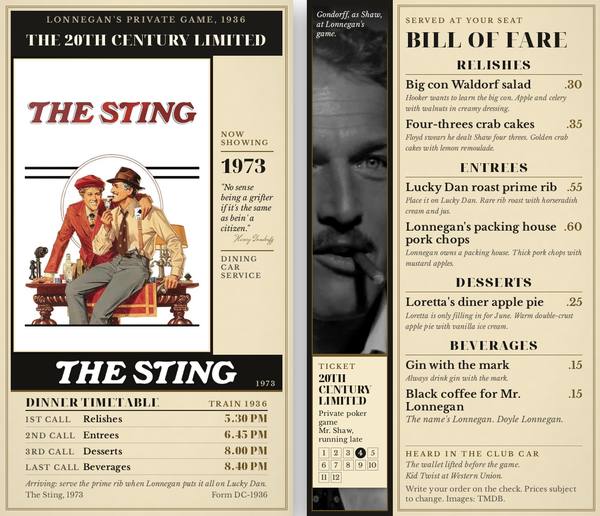 LONNEGAN'S PRIVATE GAME, 1936
THE 20TH CENTURY LIMITED
THE STING
NOW
SHOWING
1973
"No sense
being a grifter
if it's the same
as bein' a
citizen."
Henry Gondorff
DINING
CAR
SERVICE
THE STING
1973
DINNER TIMETABLE
TRAIN 1936
1ST CALL Relishes 5.30 PM
2ND CALL Entrees 6.45 PM
3RD CALL Desserts 8.00 PM
LAST CALL Beverages 8.40 PM
Arriving: serve the prime rib when Lonnegan puts it all on Lucky Dan.
The Sting, 1973
Form DC-1936
Gondorff, as Shaw,
at Lonnegan's
game.
TICKET
20TH
CENTURY
LIMITED
Private poker
game
Mr. Shaw,
running late
1 2 3 4 5
6 7 8 9 10
11 12
SERVED AT YOUR SEAT
BILL OF FARE
RELISHES
Big con Waldorf salad .30
Hooker wants to learn the big con. Apple and celery
with walnuts in creamy dressing.
Four-threes crab cakes .35
Floyd swears he dealt Shaw four threes. Golden crab
cakes with lemon remoulade.
ENTREES
Lucky Dan roast prime rib .55
Place it on Lucky Dan. Rare rib roast with horseradish
cream and jus.
Lonnegan's packing house .60
pork chops
Lonnegan owns a packing house. Thick pork chops with
mustard apples.
DESSERTS
Loretta's diner apple pie .25
Loretta is only filling in for June. Warm double-crust
apple pie with vanilla ice cream.
BEVERAGES
Gin with the mark .15
Always drink gin with the mark.
Black coffee for Mr. .15
Lonnegan
The name's Lonnegan. Doyle Lonnegan.
HEARD IN THE CLUB CAR
The wallet lifted before the game.
Kid Twist at Western Union.
Write your order on the check. Prices subject
to change. Images: TMDB.